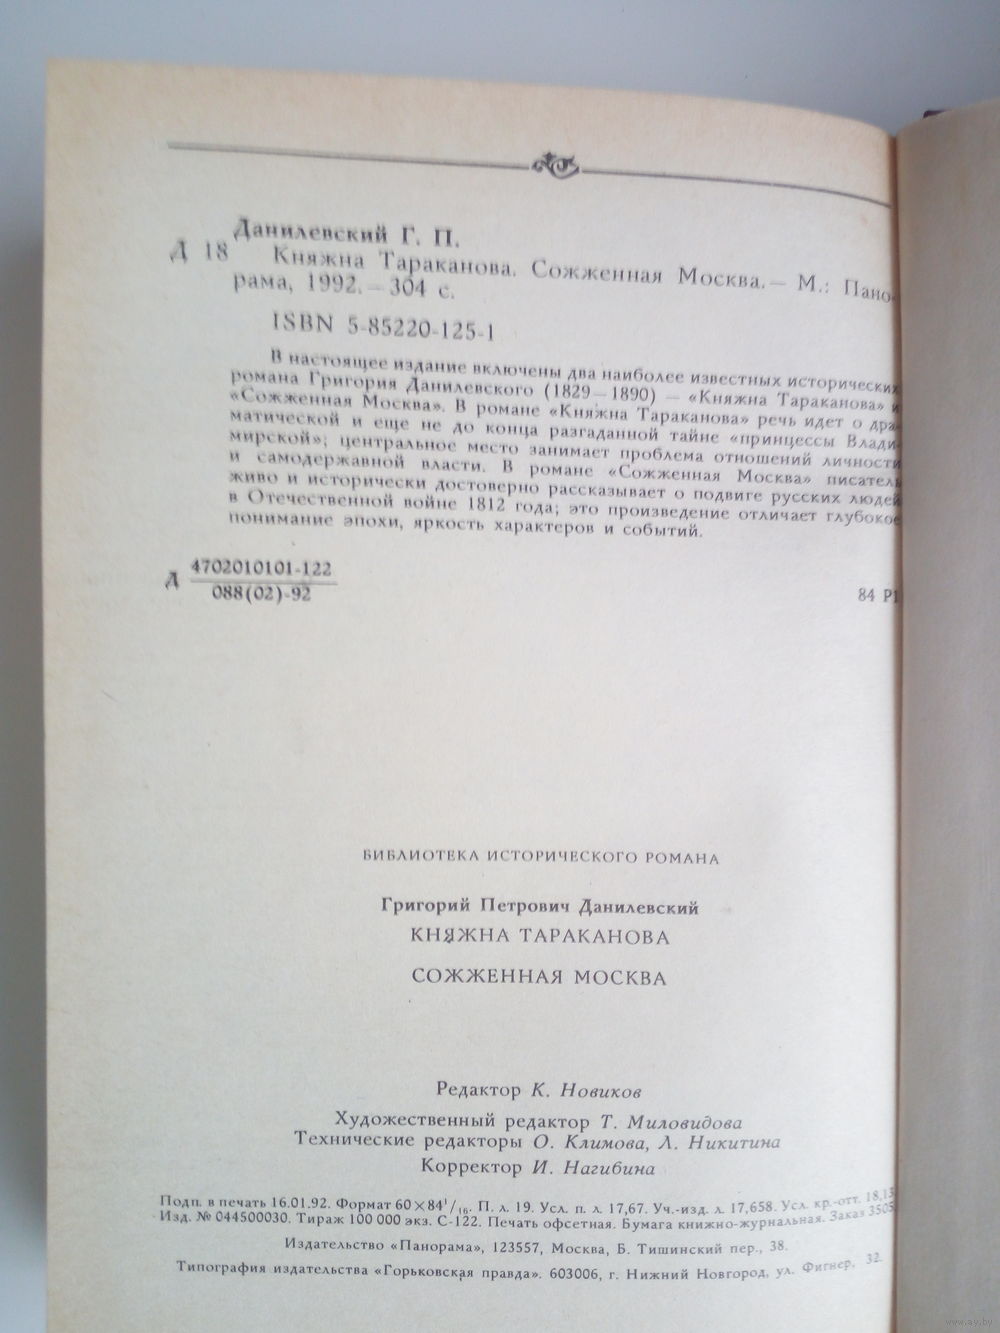 Данилевский Г. П.
Д 18 Княжна Тараканова. Сожженная Москва.— М.: Пано-
рама, 1992.— 304 с.
ISBN 5-85220-125-1
В настоящее издание включены два наиболее известных исторических
романа Григория Данилевского (1829—1890) — «Княжна Тараканова» и
«Сожженная Москва». В романе «Княжна Тараканова» речь идет о дра-
матической и еще не до конца разгаданной тайне «принцессы Влади-
мирской»; центральное место занимает проблема отношений личности
и самодержавной власти. В романе «Сожженная Москва» писатель
живо и исторически достоверно рассказывает о подвиге русских людей
в Отечественной войне 1812 года; это произведение отличает глубокое
понимание эпохи, яркость характеров и событий.
4702010101-122
Д
088(02)-92
84 Р1
БИБЛИОТЕКА ИСТОРИЧЕСКОГО РОМАНА
Григорий Петрович Данилевский
КНЯЖНА ТАРАКАНОВА
СОЖЖЕННАЯ МОСКВА
Редактор К. Новиков
Художественный редактор Т. Миловидова
Технические редакторы О. Климова, Л. Никитина
Корректор И. Нагибина
Подп. в печать 16.01.92. Формат 60×84¹/₁₆. П. л. 19. Усл. п. л. 17,67. Уч.-изд. л. 17,658. Усл. кр.-отт. 18,13
Изд. № 044500030. Тираж 100 000 экз. С-122. Печать офсетная. Бумага книжно-журнальная. Заказ 3505
Издательство «Панорама», 123557, Москва, Б. Тишинский пер., 38.
Типография издательства «Горьковская правда». 603006, г. Нижний Новгород, ул. Фигнер, 32.
www.ay.by